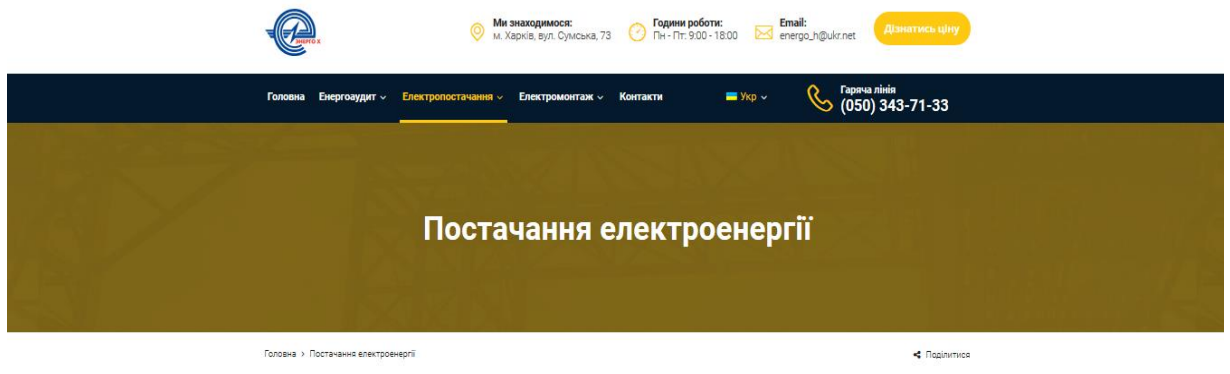 ЭНЕРГО Х
Ми знаходимося:
м. Харків, вул. Сумська, 73
Години роботи:
Пн - Пт: 9:00 - 18:00
Email:
energo_h@ukr.net
Дізнатись ціну
Головна Енергоаудит Електропостачання Електромонтаж Контакти Укр
Гаряча лінія
(050) 343-71-33
Постачання електроенергії
Головна > Постачання електроенергії
Поділитися